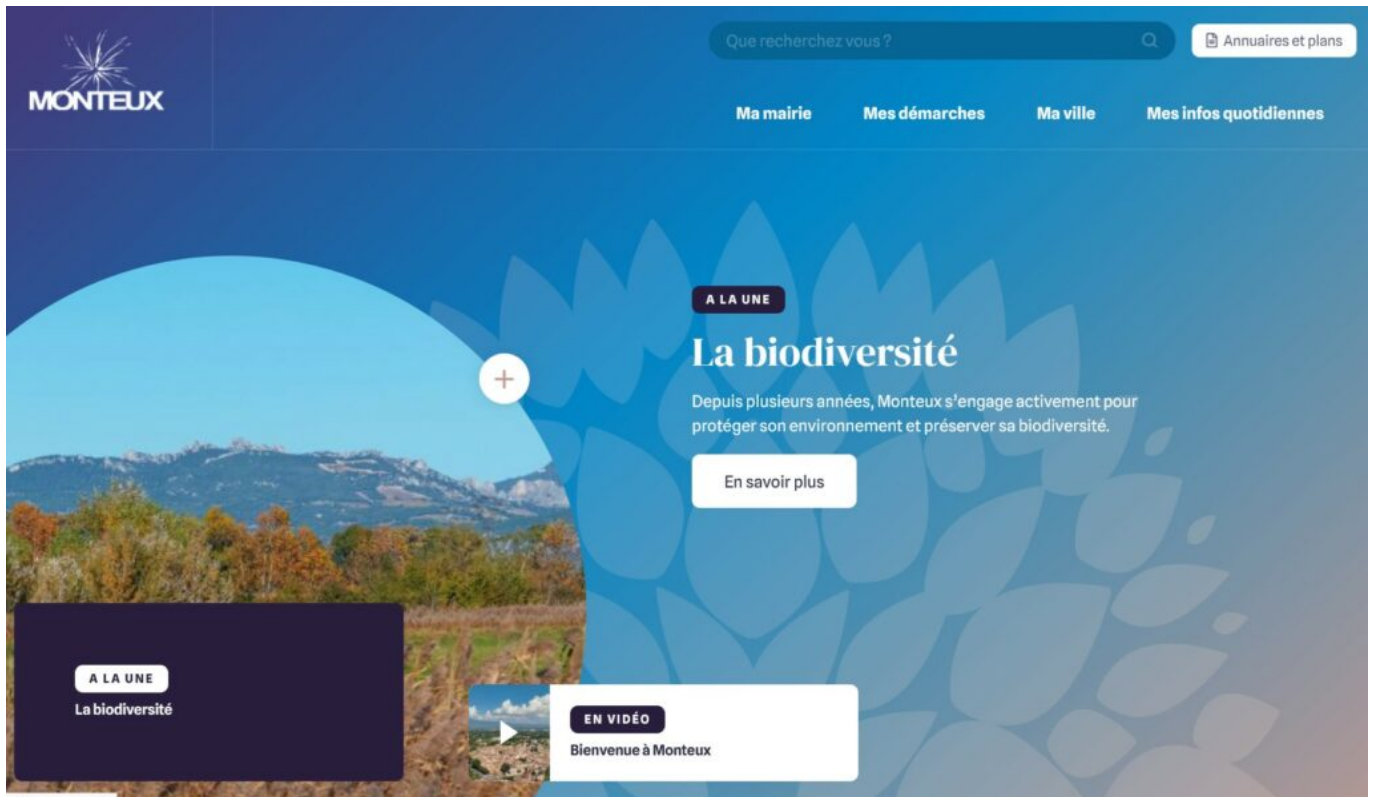 Que recherchez vous ?
Annuaires et plans
MONTEUX
Ma mairie
Mes démarches
Ma ville
Mes infos quotidiennes
A LA UNE
La biodiversité
Depuis plusieurs années, Monteux s'engage activement pour
protéger son environnement et préserver sa biodiversité.
En savoir plus
A LA UNE
La biodiversité
EN VIDÉO
Bienvenue à Monteux